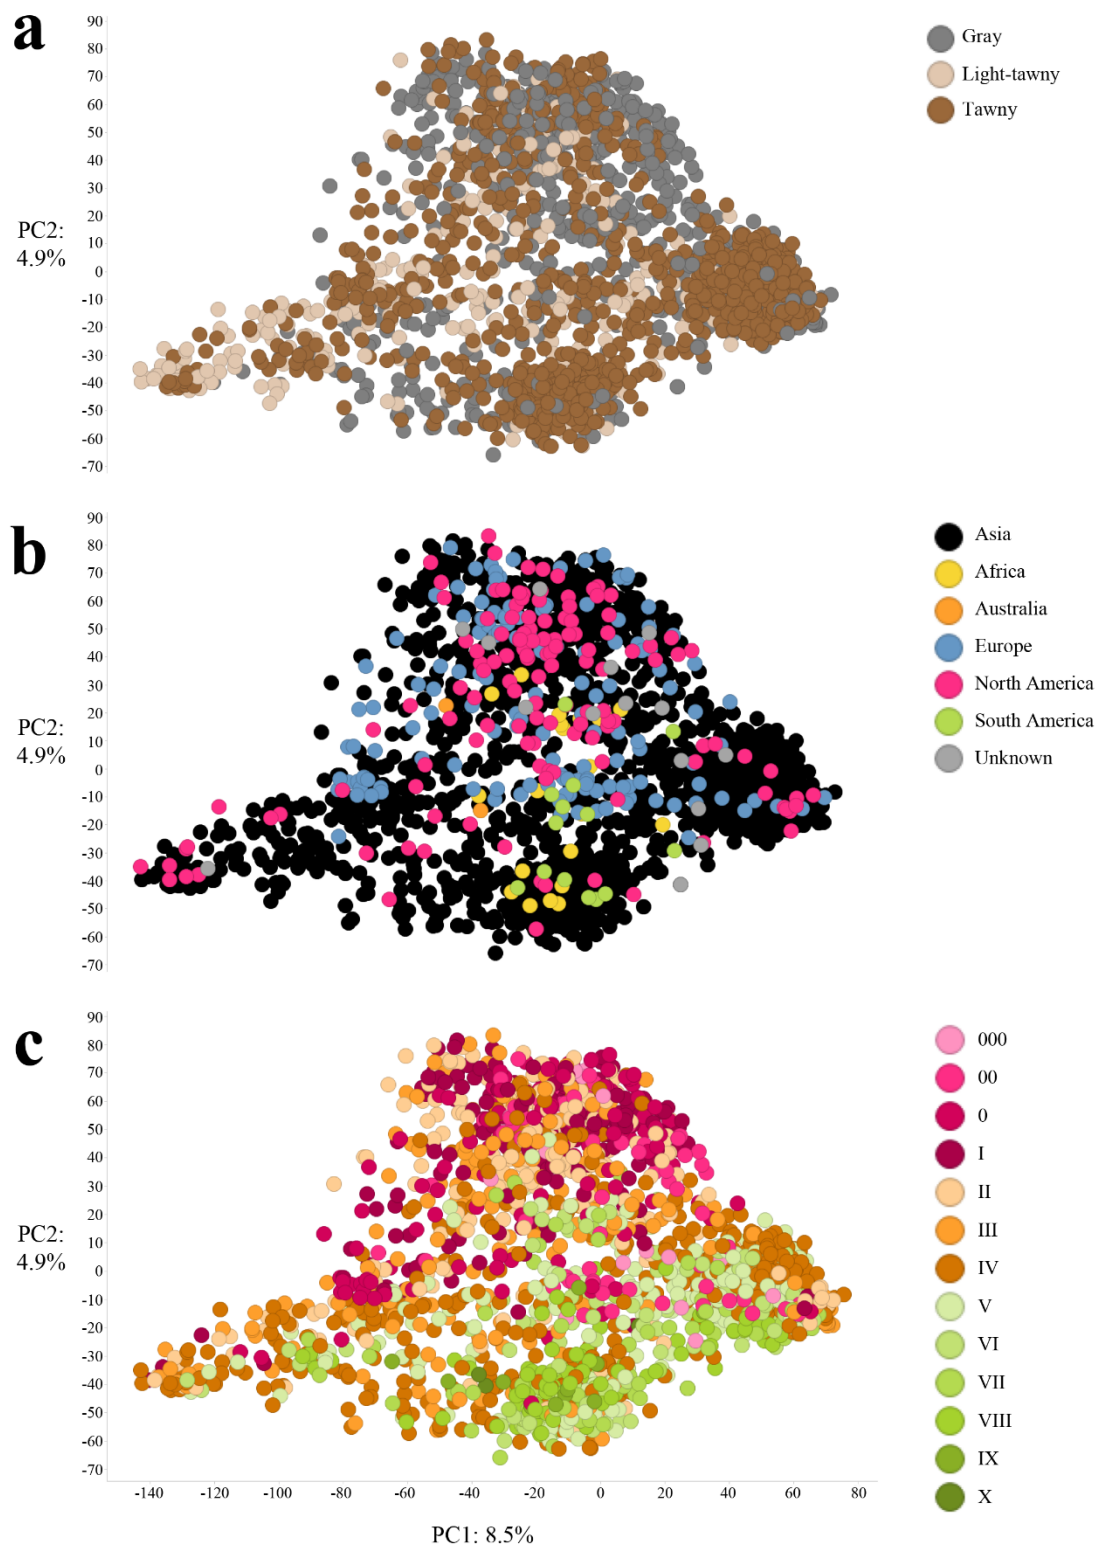 a
90
80
70
60
50
40
30
20
10
0
-10
-20
-30
-40
-50
-60
-70
PC2:
4.9%
Gray
Light-tawny
Tawny
b
90
80
70
60
50
40
30
20
10
0
-10
-20
-30
-40
-50
-60
-70
PC2:
4.9%
Asia
Africa
Australia
Europe
North America
South America
Unknown
c
90
80
70
60
50
40
30
20
10
0
-10
-20
-30
-40
-50
-60
-70
PC2:
4.9%
000
00
0
I
II
III
IV
V
VI
VII
VIII
IX
X
-140 -120 -100 -80 -60 -40 -20 0 20 40 60 80
PC1: 8.5%